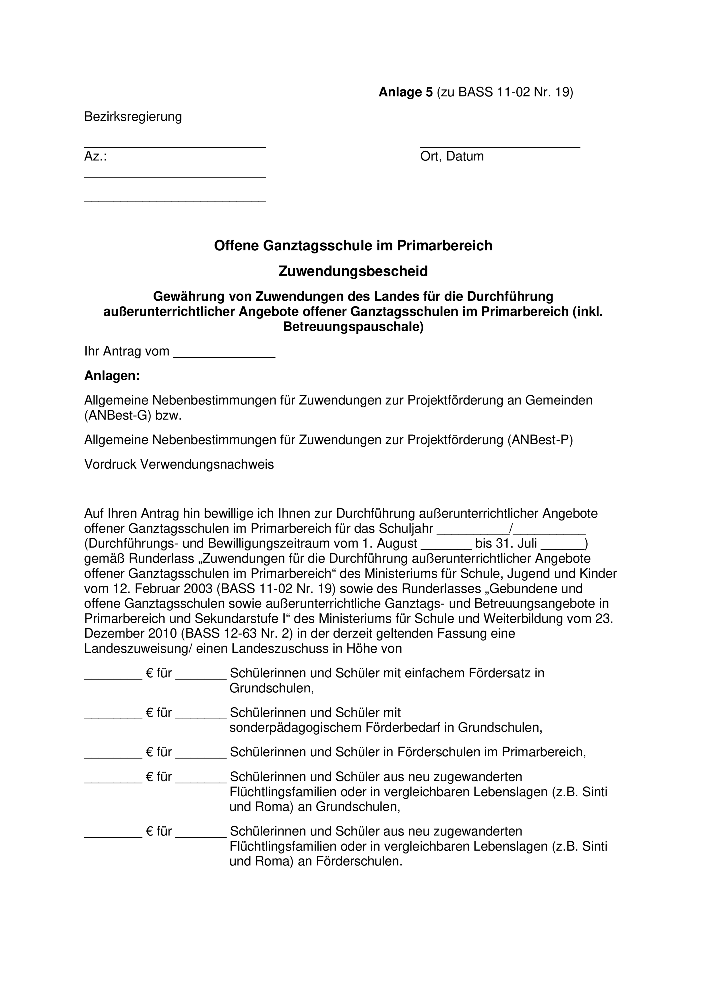 Anlage 5 (zu BASS 11-02 Nr. 19)
Bezirksregierung
_________________________ ______________________
Az.: Ort, Datum
_________________________
_________________________
Offene Ganztagsschule im Primarbereich
Zuwendungsbescheid
Gewährung von Zuwendungen des Landes für die Durchführung
außerunterrichtlicher Angebote offener Ganztagsschulen im Primarbereich (inkl.
Betreuungspauschale)
Ihr Antrag vom ______________
Anlagen:
Allgemeine Nebenbestimmungen für Zuwendungen zur Projektförderung an Gemeinden
(ANBest-G) bzw.
Allgemeine Nebenbestimmungen für Zuwendungen zur Projektförderung (ANBest-P)
Vordruck Verwendungsnachweis
Auf Ihren Antrag hin bewillige ich Ihnen zur Durchführung außerunterrichtlicher Angebote
offener Ganztagsschulen im Primarbereich für das Schuljahr __________/__________
(Durchführungs- und Bewilligungszeitraum vom 1. August _______ bis 31. Juli ______)
gemäß Runderlass „Zuwendungen für die Durchführung außerunterrichtlicher Angebote
offener Ganztagsschulen im Primarbereich“ des Ministeriums für Schule, Jugend und Kinder
vom 12. Februar 2003 (BASS 11-02 Nr. 19) sowie des Runderlasses „Gebundene und
offene Ganztagsschulen sowie außerunterrichtliche Ganztags- und Betreuungsangebote in
Primarbereich und Sekundarstufe I“ des Ministeriums für Schule und Weiterbildung vom 23.
Dezember 2010 (BASS 12-63 Nr. 2) in der derzeit geltenden Fassung eine
Landeszuweisung/ einen Landeszuschuss in Höhe von
________ € für _______ Schülerinnen und Schüler mit einfachem Fördersatz in
Grundschulen,
________ € für _______ Schülerinnen und Schüler mit
sonderpädagogischem Förderbedarf in Grundschulen,
________ € für _______ Schülerinnen und Schüler in Förderschulen im Primarbereich,
________ € für _______ Schülerinnen und Schüler aus neu zugewanderten
Flüchtlingsfamilien oder in vergleichbaren Lebenslagen (z.B. Sinti
und Roma) an Grundschulen,
________ € für _______ Schülerinnen und Schüler aus neu zugewanderten
Flüchtlingsfamilien oder in vergleichbaren Lebenslagen (z.B. Sinti
und Roma) an Förderschulen.